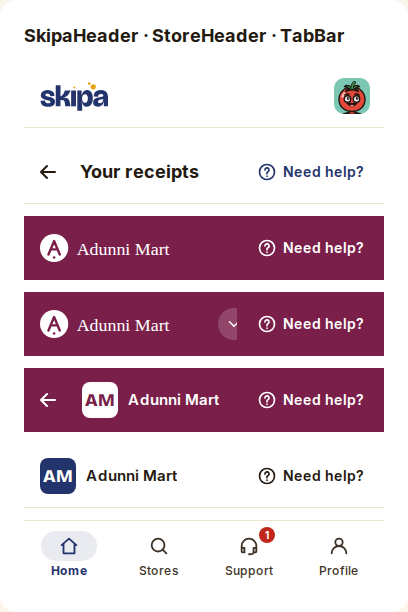 SkipaHeader · StoreHeader · TabBar
skipa
Your receipts Need help?
A Adunni Mart Need help?
A Adunni Mart Need help?
AM Adunni Mart Need help?
AM Adunni Mart Need help?
1
Home Stores Support Profile